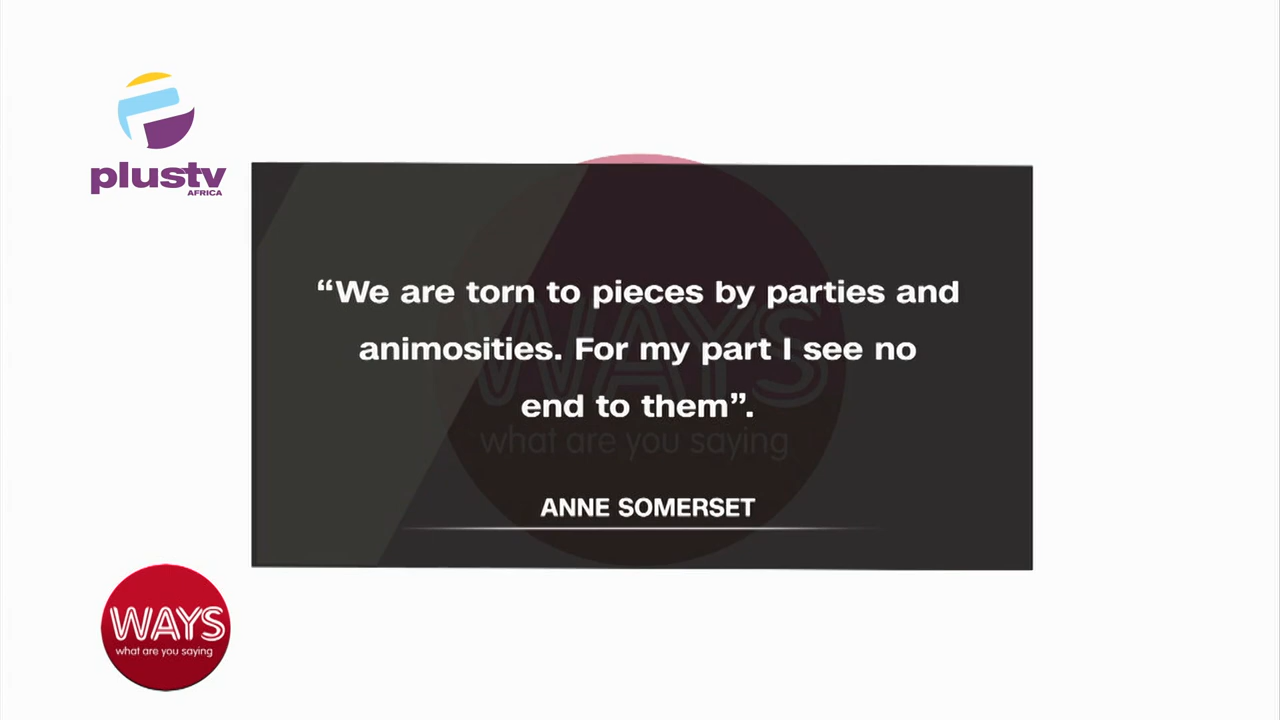 plustv
AFRICA
“We are torn to pieces by parties and
animosities. For my part I see no
end to them”.
ANNE SOMERSET
WAYS
what are you saying
WAYS
what are you saying